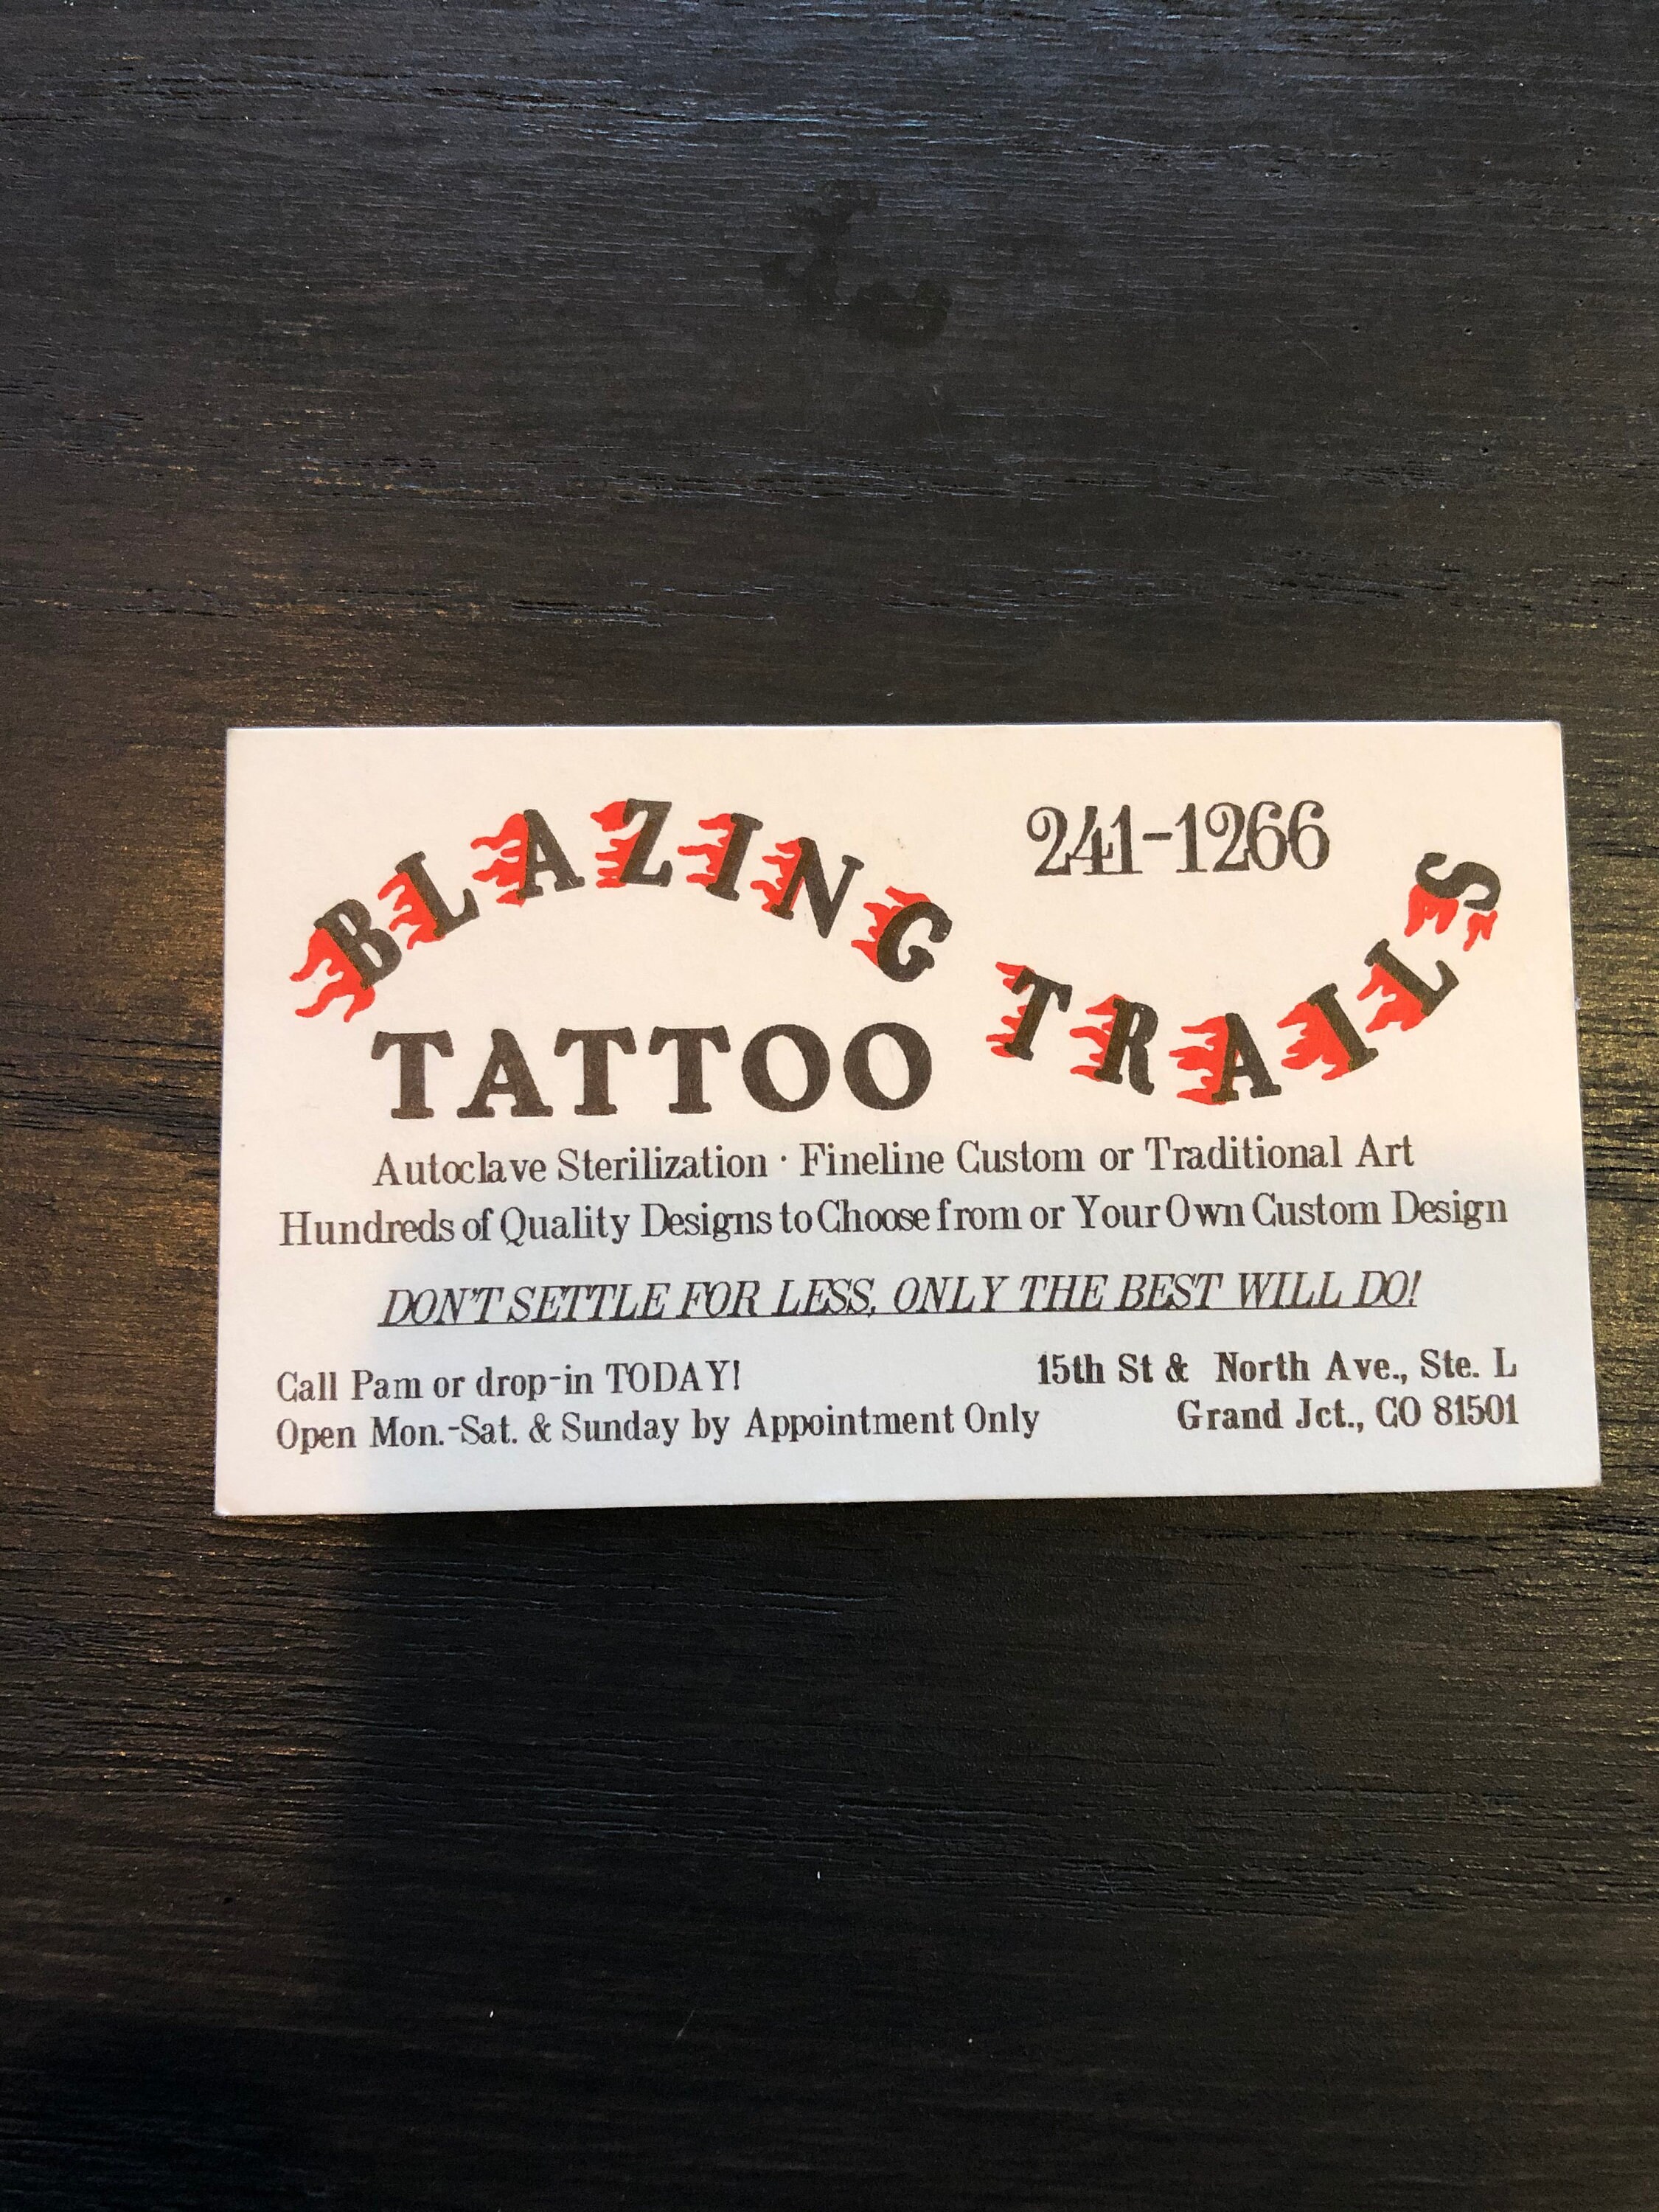 BLAZING TRAILS
241-1266
TATTOO
Autoclave Sterilization · Fineline Custom or Traditional Art
Hundreds of Quality Designs to Choose from or Your Own Custom Design
DON'T SETTLE FOR LESS, ONLY THE BEST WILL DO!
Call Pam or drop-in TODAY!
Open Mon.-Sat. & Sunday by Appointment Only
15th St & North Ave., Ste. L
Grand Jct., CO 81501